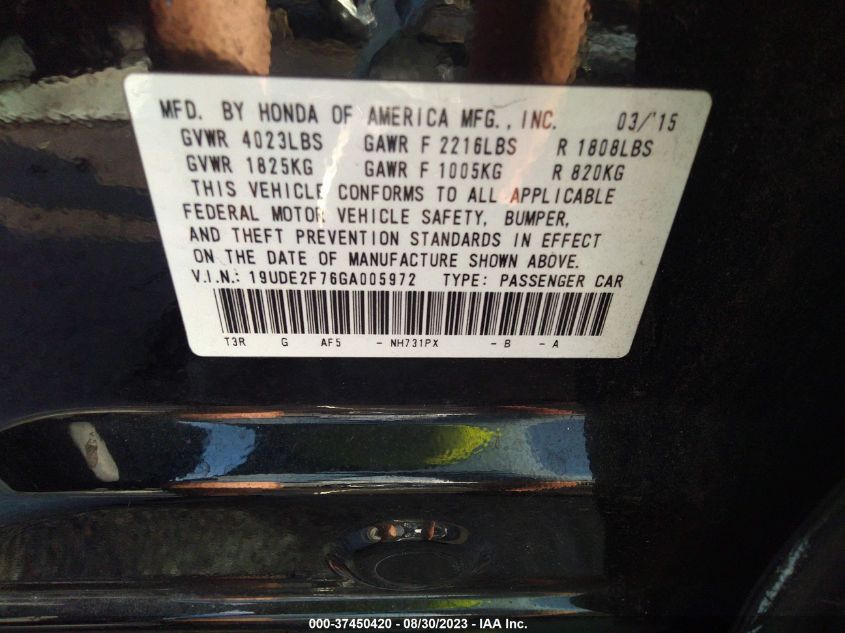 MFD. BY HONDA OF AMERICA MFG., INC. 03/'15
GVWR 4023LBS GAWR F 2216LBS R 1808LBS
GVWR 1825KG GAWR F 1005KG R 820KG
THIS VEHICLE CONFORMS TO ALL APPLICABLE
FEDERAL MOTOR VEHICLE SAFETY, BUMPER,
AND THEFT PREVENTION STANDARDS IN EFFECT
ON THE DATE OF MANUFACTURE SHOWN ABOVE.
V.I.N.: 19UDE2F76GA005972 TYPE: PASSENGER CAR
T3R G AF5 - NH731PX - B - A
000-37450420 - 08/30/2023 - IAA Inc.